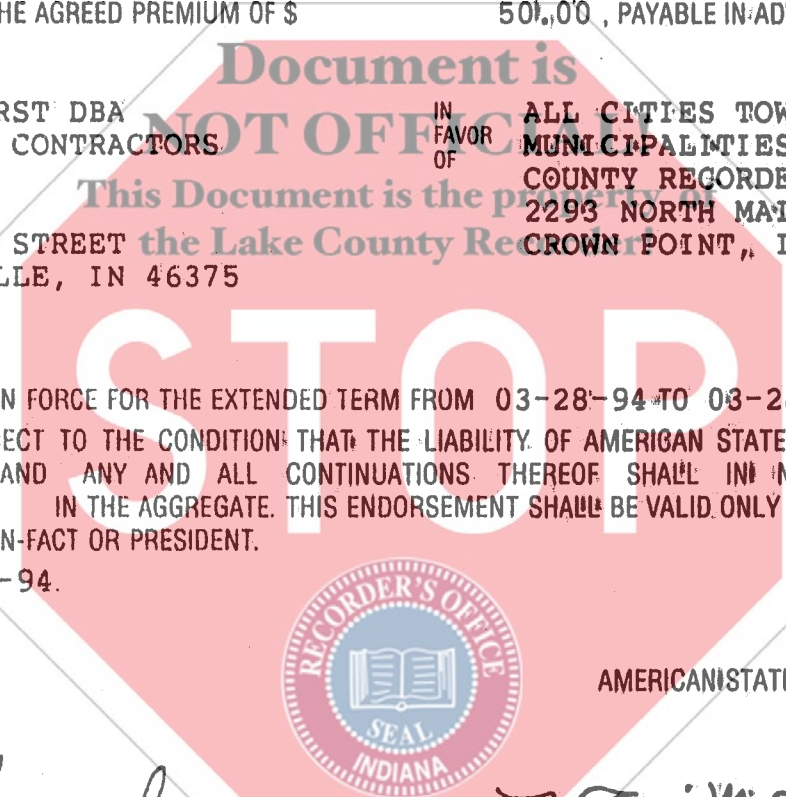 HE AGREED PREMIUM OF $ 50.00 , PAYABLE IN AD
Document is
RST DBA IN ALL CITIES TOW
NOT OFFICIAL
CONTRACTORS FAVOR MUNICIPALITIES
OF
COUNTY RECORDE
This Document is the property of
2293 NORTH MAI
STREET CROWN POINT, I
the Lake County Recorder!
LLE, IN 46375
STOP
N FORCE FOR THE EXTENDED TERM FROM 03-28-94 TO 03-2
ECT TO THE CONDITION THAT THE LIABILITY OF AMERICAN STATE
AND ANY AND ALL CONTINUATIONS THEREOF SHALL IN N
IN THE AGGREGATE. THIS ENDORSEMENT SHALL BE VALID ONLY
N-FACT OR PRESIDENT.
-94.
RECORDER'S OFFICE
SEAL
INDIANA
AMERICAN STATE